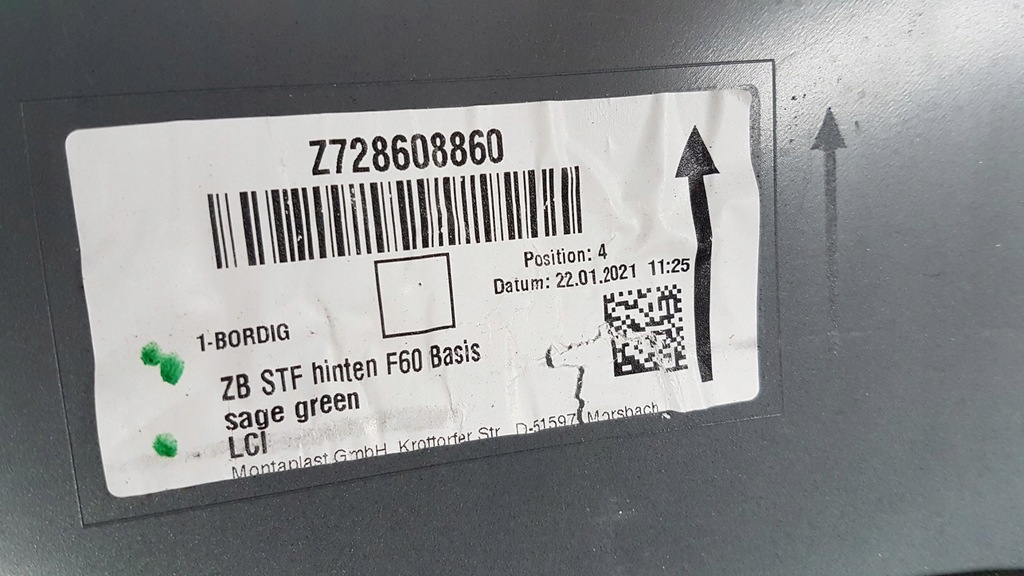 Z728608860
Position: 4
Datum: 22.01.2021 11:25
1-BORDIG
ZB STF hinten F60 Basis
sage green
LCI
Montaplast GmbH, Krottorfer Str. D-51597 Morsbach